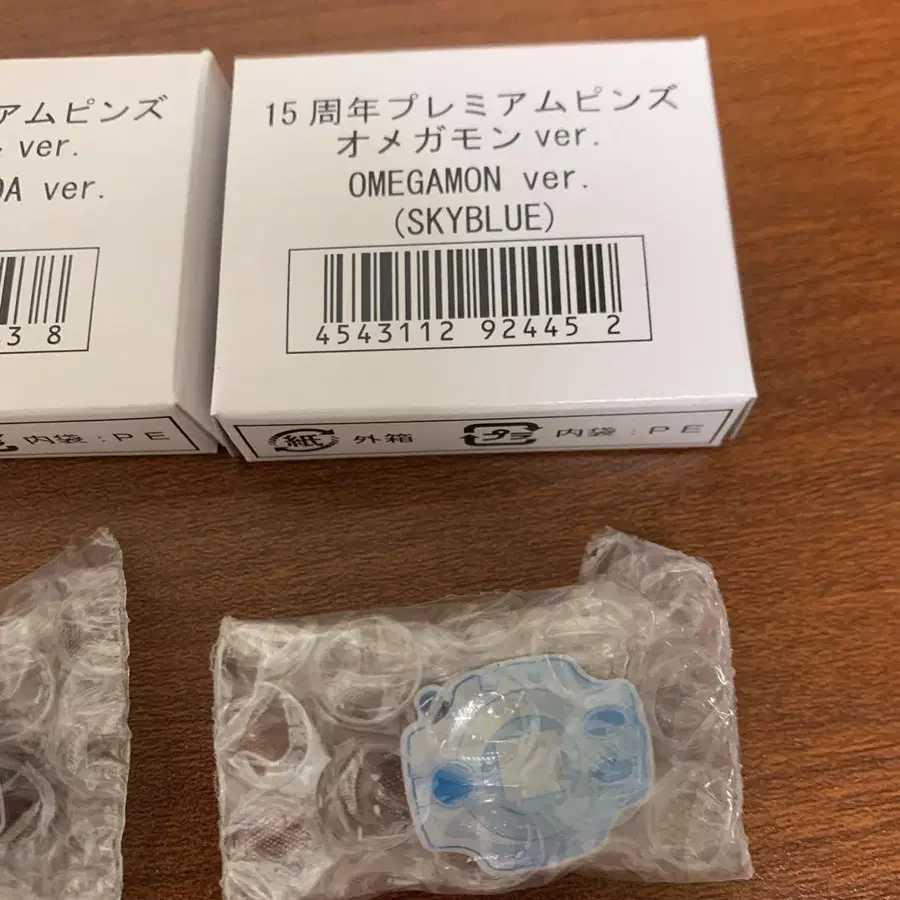 アムピンズ
ver.
A ver.
3 8
内袋：PE
15周年プレミアムピンズ
オメガモン ver.
OMEGAMON ver.
(SKYBLUE)
4543112 92445 2
紙 外箱 プラ 内袋：PE